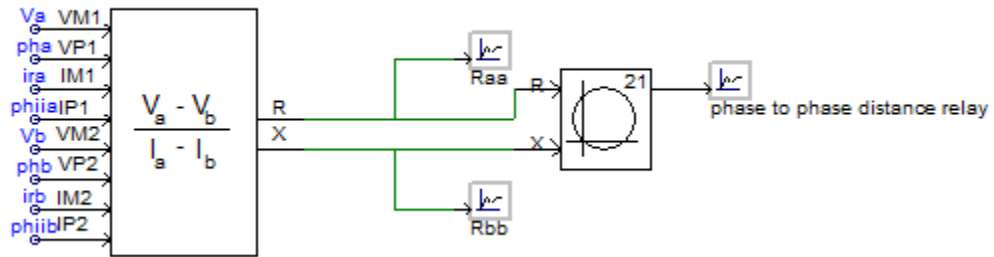 Va VM1
pha VP1
ira IM1
phiia IP1
Vb VM2
phb VP2
irb IM2
phiib IP2
Va - Vb
Ia - Ib
R
X
Raa
Rbb
R
X
21
phase to phase distance relay